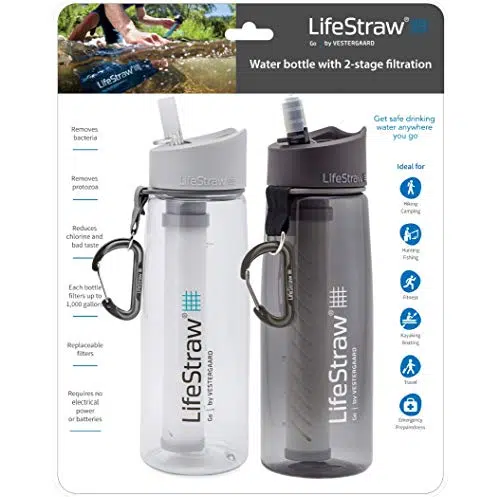 LifeStraw®
Go | by VESTERGAARD
Water bottle with 2-stage filtration
Removes
bacteria
Removes
protozoa
Reduces
chlorine and
bad taste
Each bottle
filters up to
1,000 gallons
Replaceable
filters
Requires no
electrical
power
or batteries
LifeStraw
LifeStraw
LifeStraw®
Go | by VESTERGAARD
LifeStraw
LifeStraw
LifeStraw®
Go | by VESTERGAARD
Get safe drinking
water anywhere
you go
Ideal for
Hiking
Camping
Hunting
Fishing
Fitness
Kayaking
Boating
Travel
Emergency
Preparedness